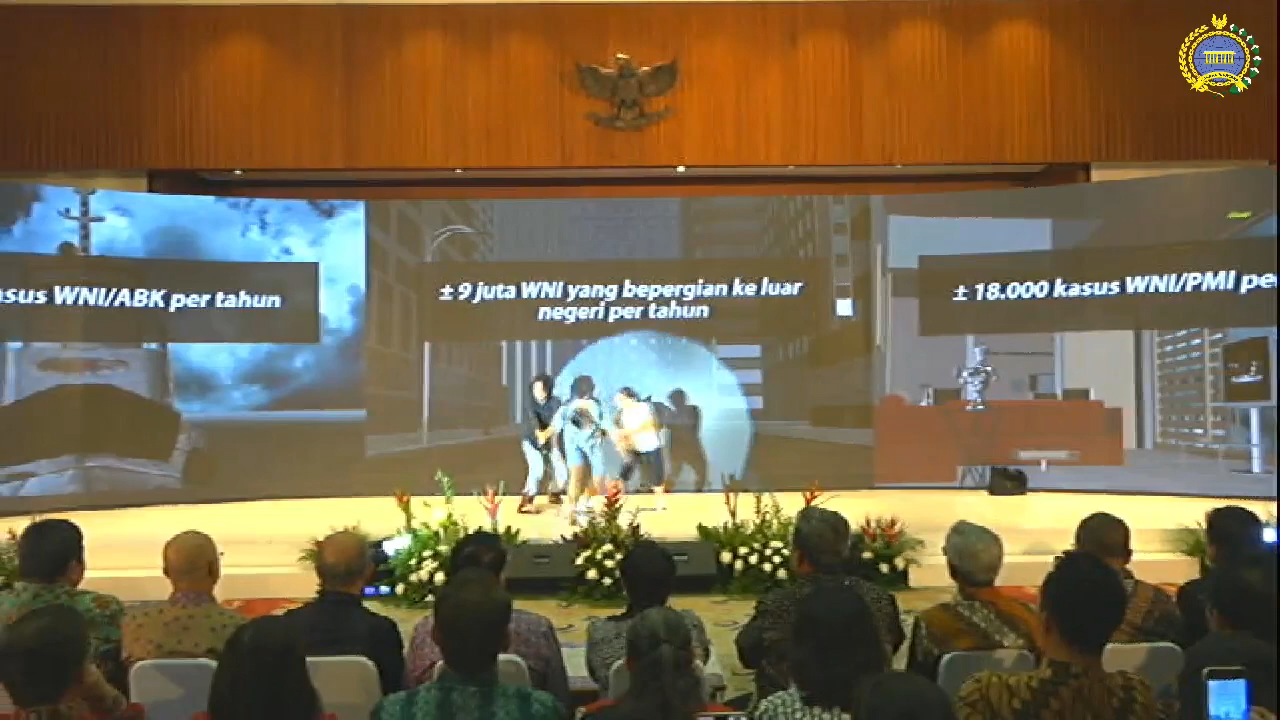 kasus WNI/ABK per tahun
± 9 juta WNI yang bepergian ke luar
negeri per tahun
± 18.000 kasus WNI/PMI pe